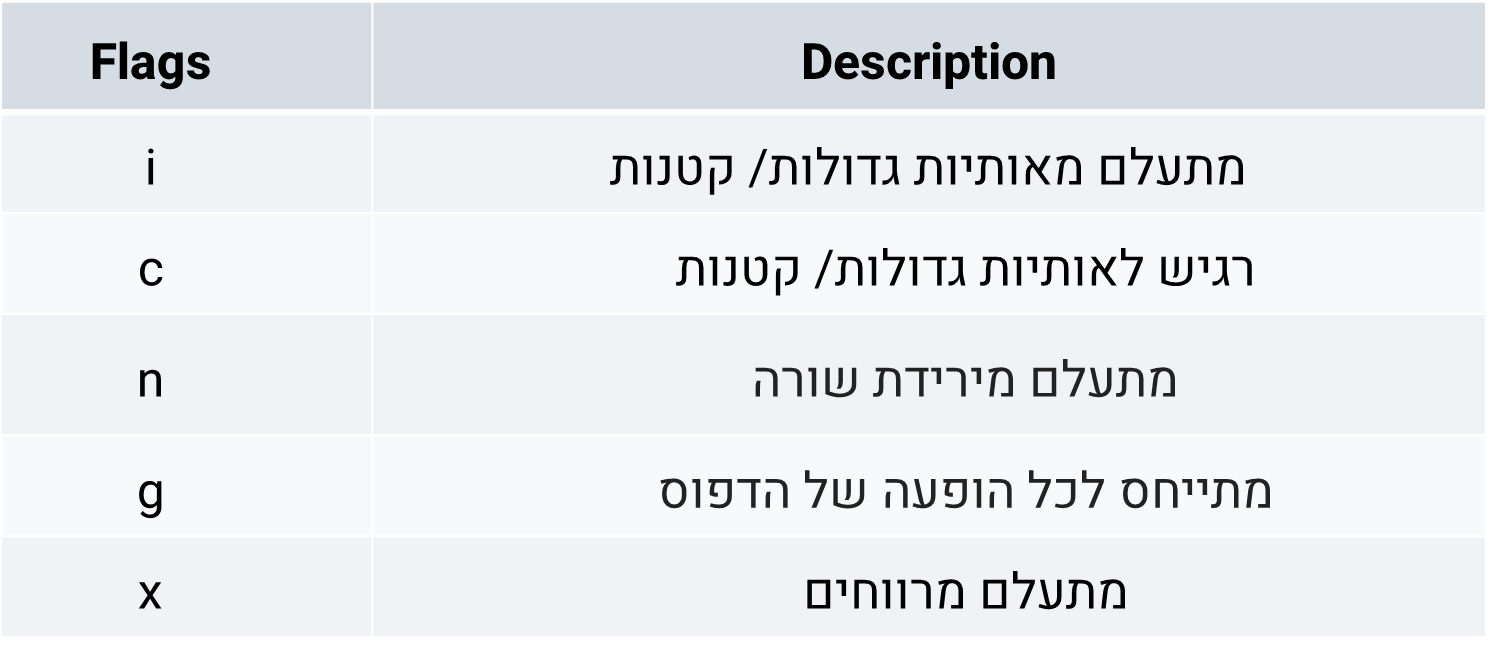 Flags Description
i מתעלם מאותיות גדולות/ קטנות
c רגיש לאותיות גדולות/ קטנות
n מתעלם מירידת שורה
g מתייחס לכל הופעה של הדפוס
x מתעלם מרווחים